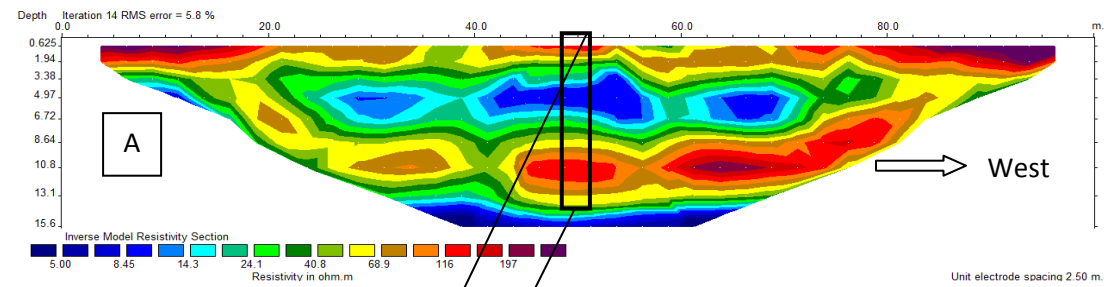 Depth Iteration 14 RMS error = 5.8 %
0.0 20.0 40.0 60.0 80.0 m.
0.625
1.94
3.38
4.97
6.72
8.64
10.8
13.1
15.6
A
West
Inverse Model Resistivity Section
5.00 8.45 14.3 24.1 40.8 68.9 116 197
Resistivity in ohm.m
Unit electrode spacing 2.50 m.